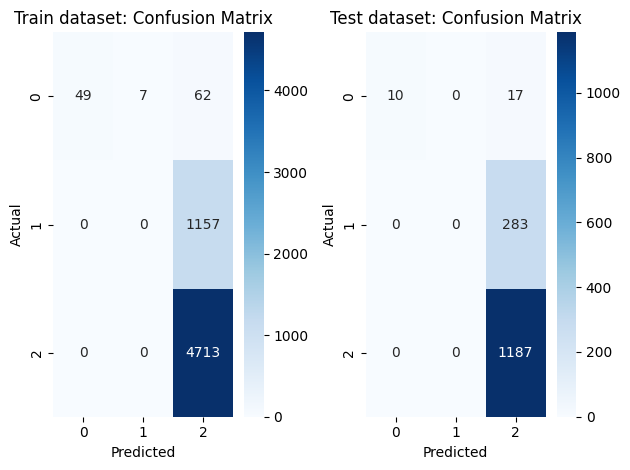 Train dataset: Confusion Matrix
0 49 7 62
1 0 0 1157
2 0 0 4713
0 1 2
Predicted
Actual
4000
3000
2000
1000
0
Test dataset: Confusion Matrix
0 10 0 17
1 0 0 283
2 0 0 1187
0 1 2
Predicted
Actual
1000
800
600
400
200
0